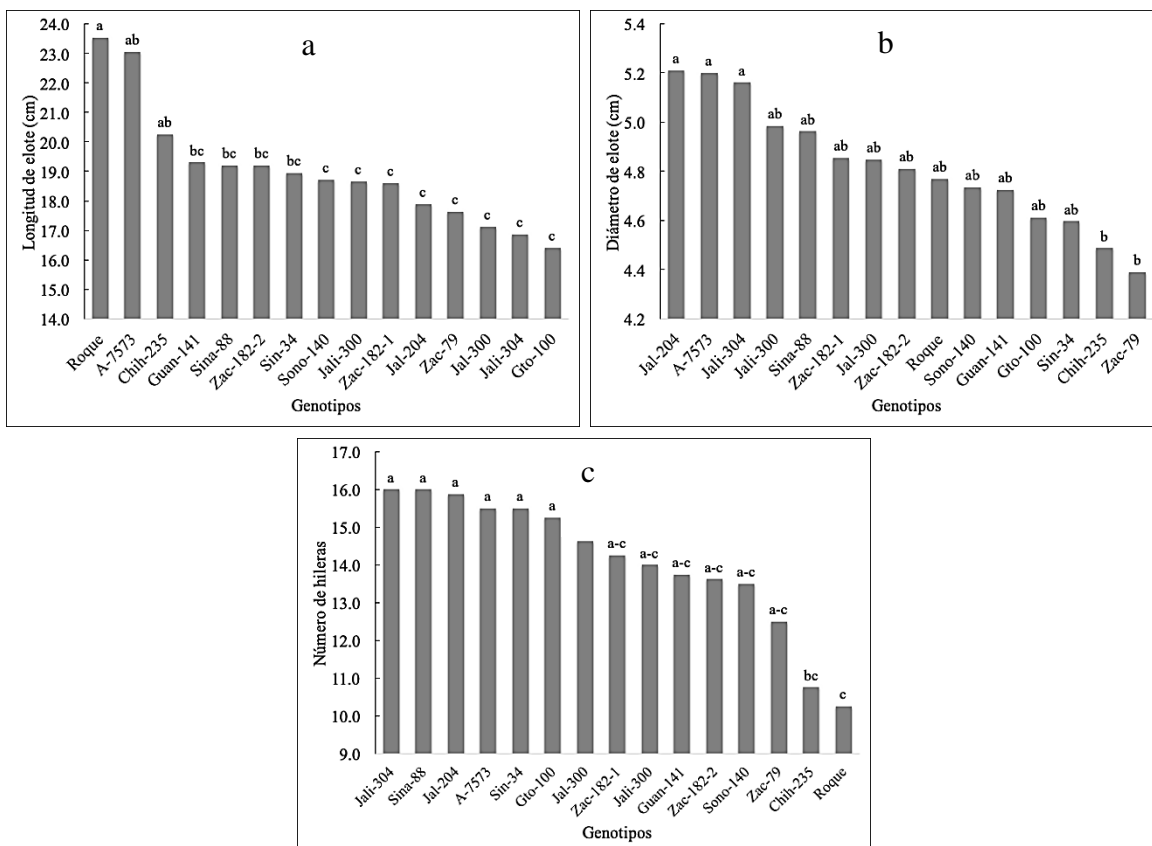 a
Longitud de elote (cm)
24.0
23.0
22.0
21.0
20.0
19.0
18.0
17.0
16.0
15.0
14.0
a ab ab bc bc bc bc c c c c c c c c
Roque A-7573 Chih-235 Guan-141 Sina-88 Zac-182-2 Sin-34 Sono-140 Jali-300 Zac-182-1 Jal-204 Zac-79 Jal-300 Jali-304 Gto-100
Genotipos
b
Diámetro de elote (cm)
5.4
5.2
5.0
4.8
4.6
4.4
4.2
a a a ab ab ab ab ab ab ab ab ab ab b b
Jal-204 A-7573 Jali-304 Jali-300 Sina-88 Zac-182-1 Jal-300 Zac-182-2 Roque Sono-140 Guan-141 Gto-100 Sin-34 Chih-235 Zac-79
Genotipos
c
Número de hileras
17.0
16.0
15.0
14.0
13.0
12.0
11.0
10.0
9.0
a a a a a a a-c a-c a-c a-c a-c a-c bc c
Jali-304 Sina-88 Jal-204 A-7573 Sin-34 Gto-100 Jal-300 Zac-182-1 Jali-300 Guan-141 Zac-182-2 Sono-140 Zac-79 Chih-235 Roque
Genotipos